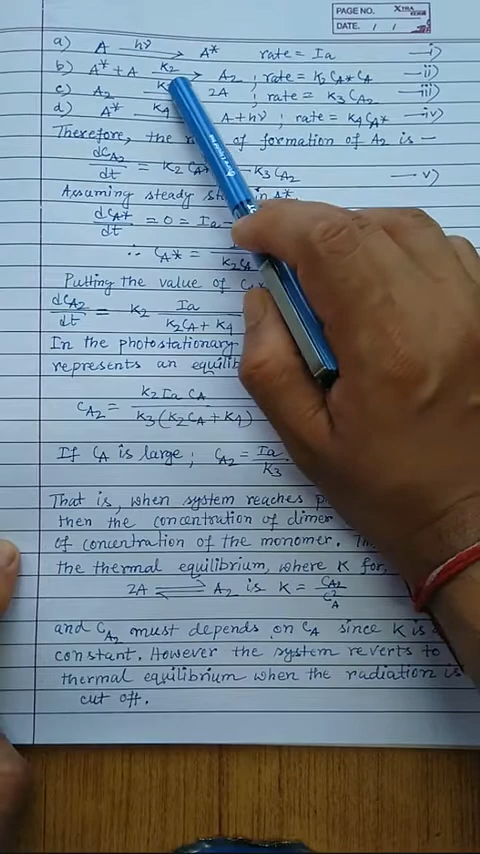 PAGE NO.
DATE. / /
a) A hν → A* rate = Ia —i)
b) A* + A K2 → A2 ; rate = K2 CA* CA —ii)
c) A2 → 2A ; rate = K3 CA2 —iii)
d) A* K4 A + hν ; rate = K4 CA* —iv)
Therefore, the of formation of A2 is —
dCA2/dt = K2 CA* - K3 CA2 —v)
Assuming steady in A*.
dCA*/dt = 0 = Ia -
∴ CA* =
Putting the value of
dCA2/dt = K2 Ia / K2CA + K4
In the photostationary
represents an
CA2 = K2 Ia CA / K3 (K2CA + K4)
If CA is large; CA2 = Ia/K3
That is, when system reaches
then the concentration of dimer
of concentration of the monomer.
the thermal equilibrium, where K for
2A ⇌ A2 is K = CA2/C²A
and CA2 must depends on CA since K is a
constant. However the system reverts to
thermal equilibrium when the radiation is
cut off.